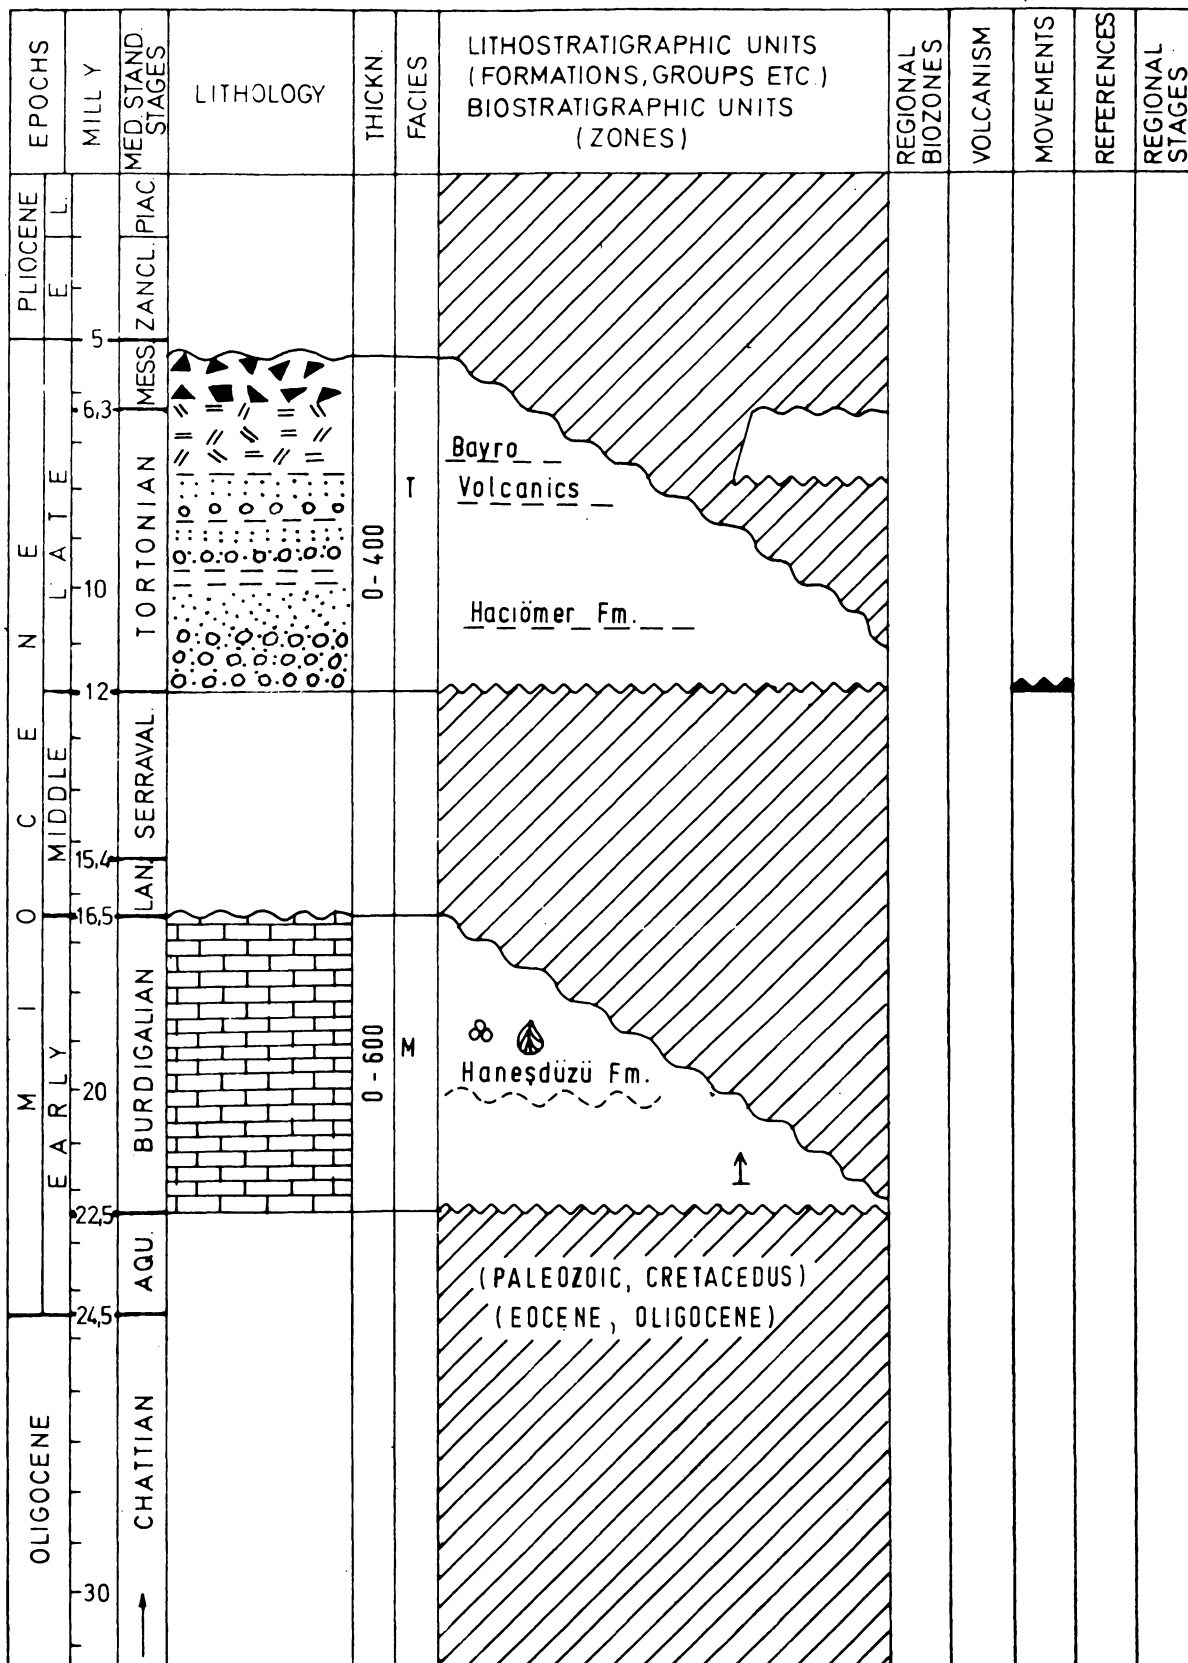 EPOCHS
MILL Y
MED. STAND.
STAGES
LITHOLOGY
THICKN.
FACIES
LITHOSTRATIGRAPHIC UNITS
(FORMATIONS, GROUPS ETC.)
BIOSTRATIGRAPHIC UNITS
(ZONES)
REGIONAL
BIOZONES
VOLCANISM
MOVEMENTS
REFERENCES
REGIONAL
STAGES
PLIOCENE
L.
E
PIAC.
ZANCL.
5
MIOCENE
LATE
MESS.
6,3
TORTONIAN
10
0-400
T
Bayro
Volcanics
Hacıömer Fm.
12
MIDDLE
SERRAVAL.
15,4
LAN.
16,5
EARLY
BURDIGALIAN
20
0-600
M
Haneşdüzü Fm.
22,5
AQU.
(PALEOZOIC, CRETACEDUS)
(EOCENE, OLIGOCENE)
24,5
OLIGOCENE
CHATTIAN
30